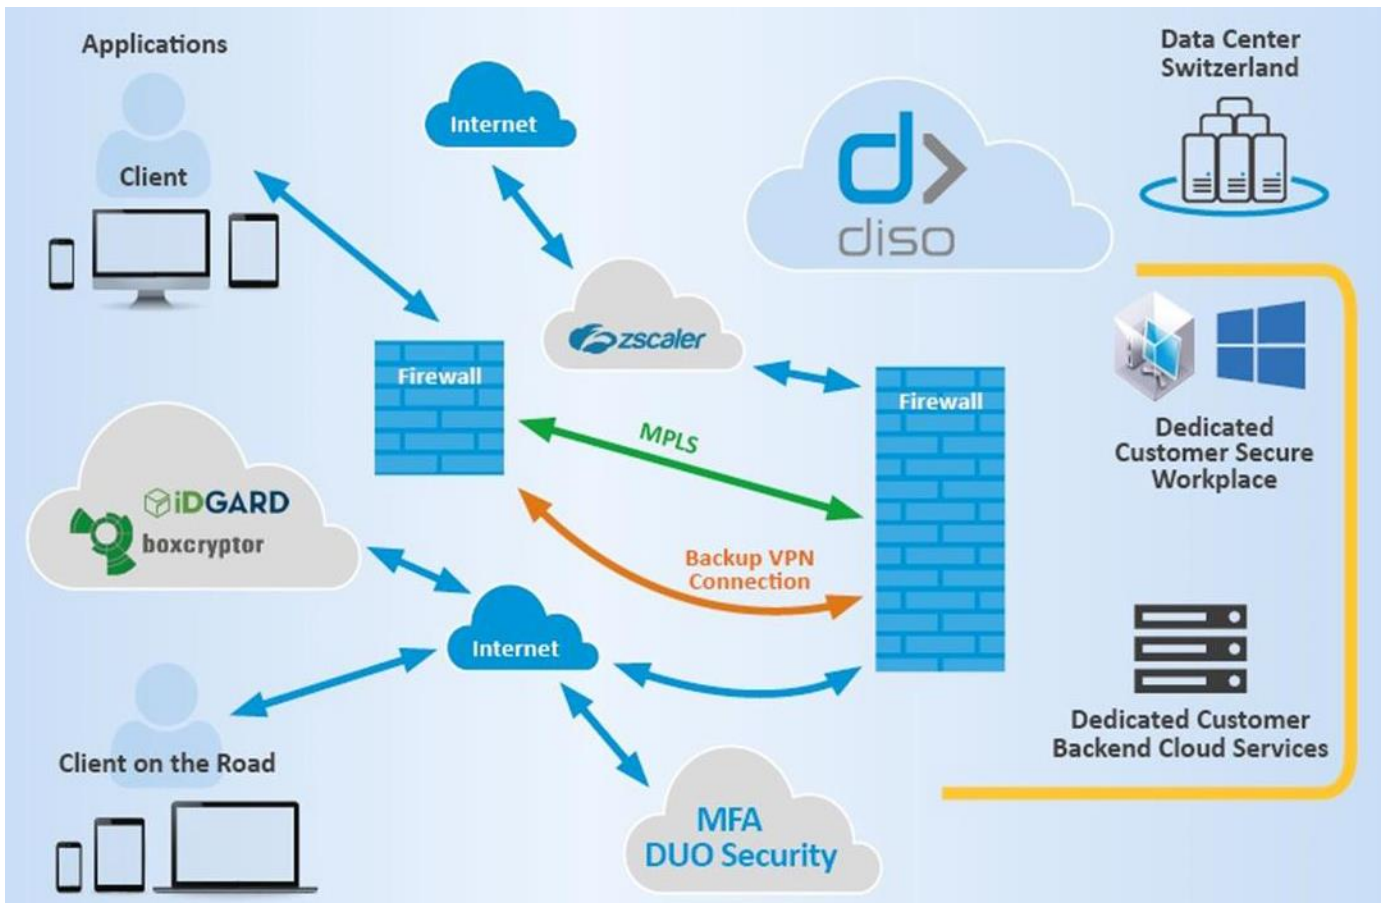 Applications
Client
Internet
d>
diso
Data Center
Switzerland
zscaler
Firewall
Firewall
MPLS
Dedicated
Customer Secure
Workplace
iDGARD
boxcryptor
Backup VPN
Connection
Internet
Dedicated Customer
Backend Cloud Services
Client on the Road
MFA
DUO Security